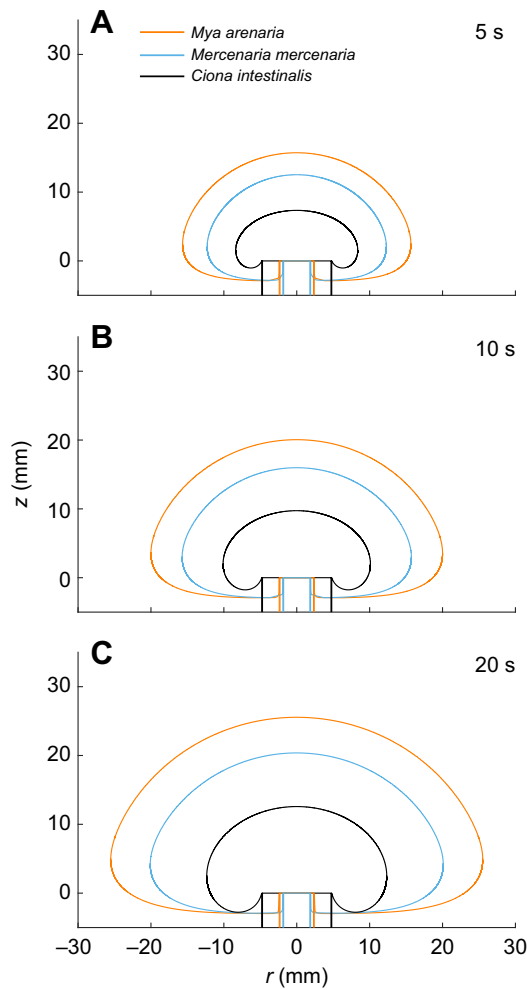 A
Mya arenaria
Mercenaria mercenaria
Ciona intestinalis
5 s
30
20
10
0
B
10 s
30
20
10
0
z (mm)
C
20 s
30
20
10
0
–30 –20 –10 0 10 20 30
r (mm)